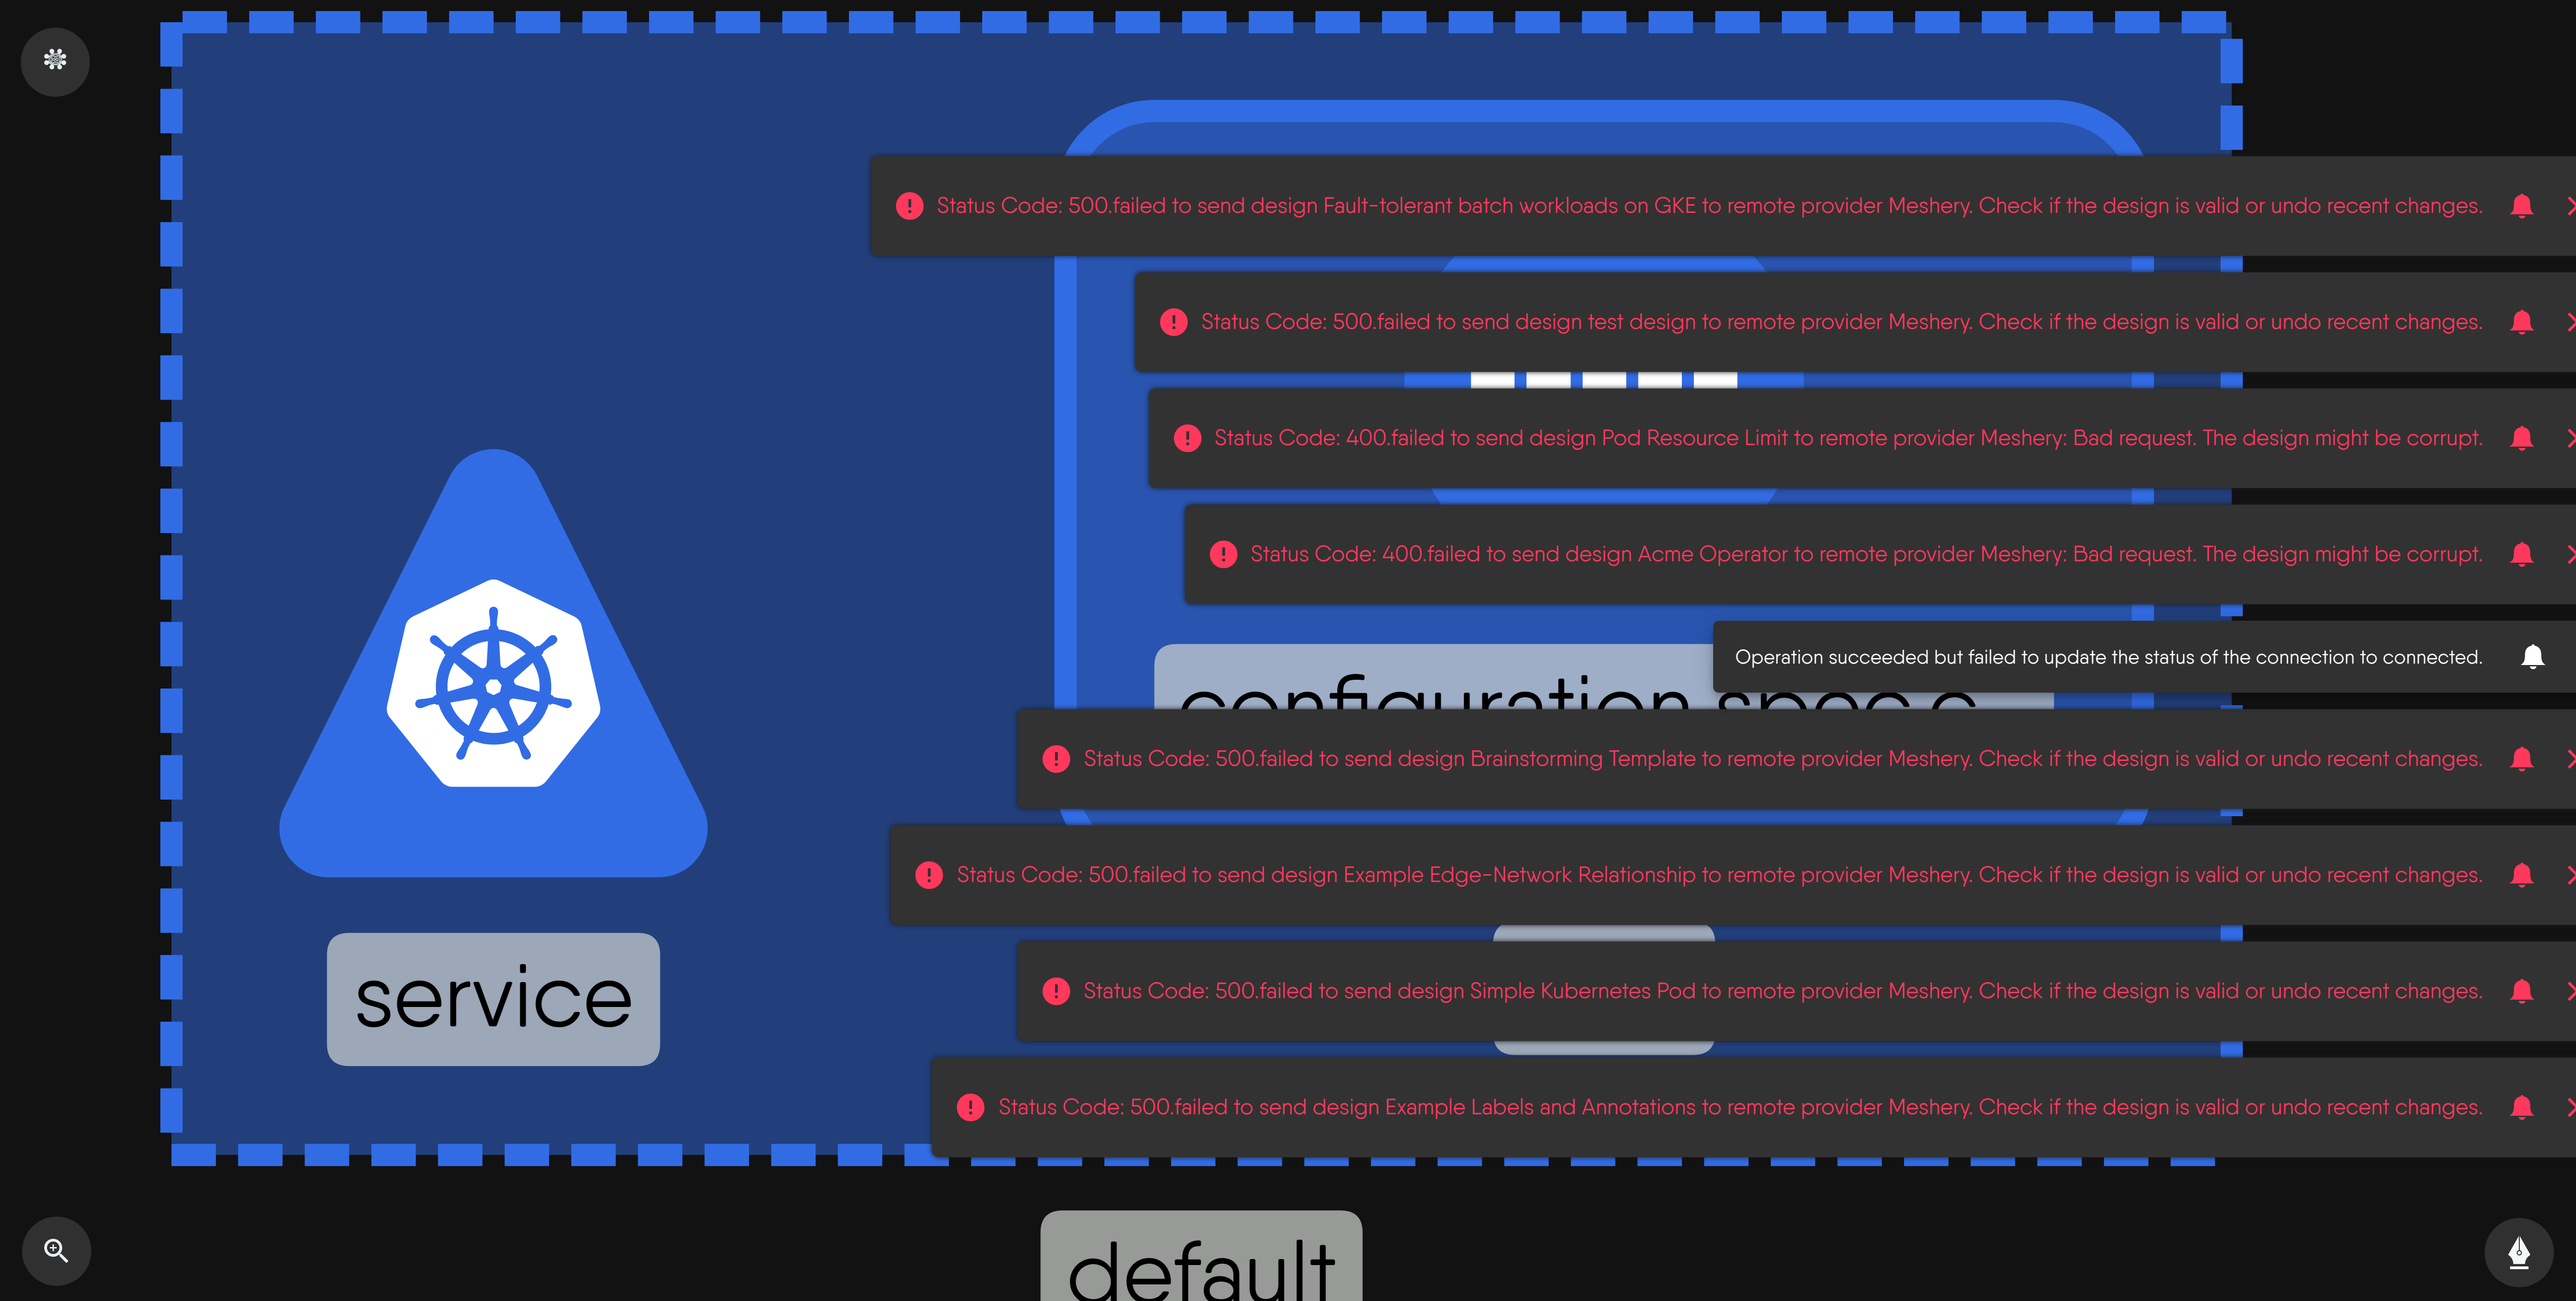 Status Code: 500.failed to send design Fault-tolerant batch workloads on GKE to remote provider Meshery. Check if the design is valid or undo recent changes.
Status Code: 500.failed to send design test design to remote provider Meshery. Check if the design is valid or undo recent changes.
Status Code: 400.failed to send design Pod Resource Limit to remote provider Meshery: Bad request. The design might be corrupt.
Status Code: 400.failed to send design Acme Operator to remote provider Meshery: Bad request. The design might be corrupt.
Operation succeeded but failed to update the status of the connection to connected.
configuration
Status Code: 500.failed to send design Brainstorming Template to remote provider Meshery. Check if the design is valid or undo recent changes.
Status Code: 500.failed to send design Example Edge-Network Relationship to remote provider Meshery. Check if the design is valid or undo recent changes.
Status Code: 500.failed to send design Simple Kubernetes Pod to remote provider Meshery. Check if the design is valid or undo recent changes.
service
Status Code: 500.failed to send design Example Labels and Annotations to remote provider Meshery. Check if the design is valid or undo recent changes.
default